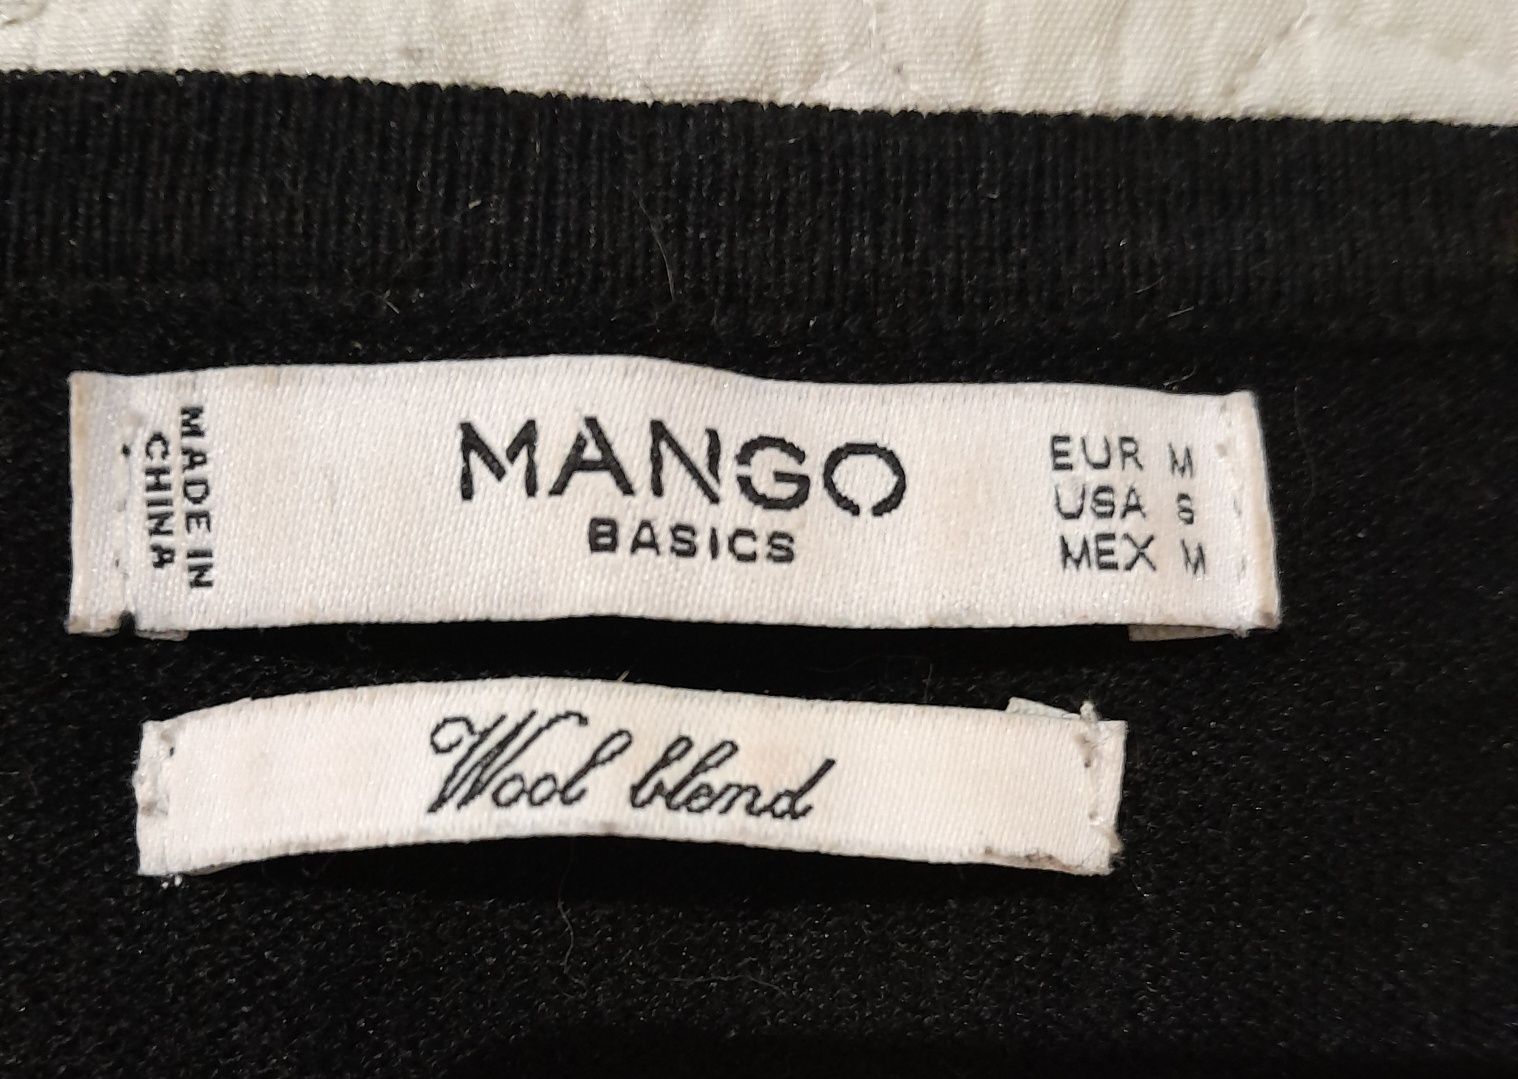 MADE IN
CHINA
MANGO
BASICS
EUR M
USA S
MEX M
Wool blend